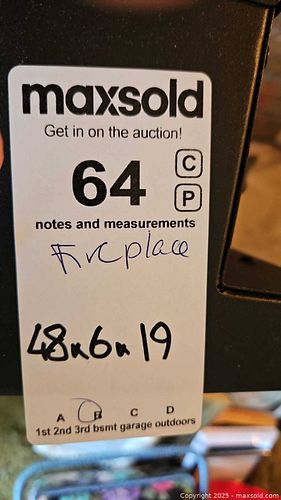 maxsold
Get in on the auction!
64
C
P
notes and measurements
Fireplace
48x6x19
A B C D
1st 2nd 3rd bsmt garage outdoors
Copyright 2025 - maxsold.com